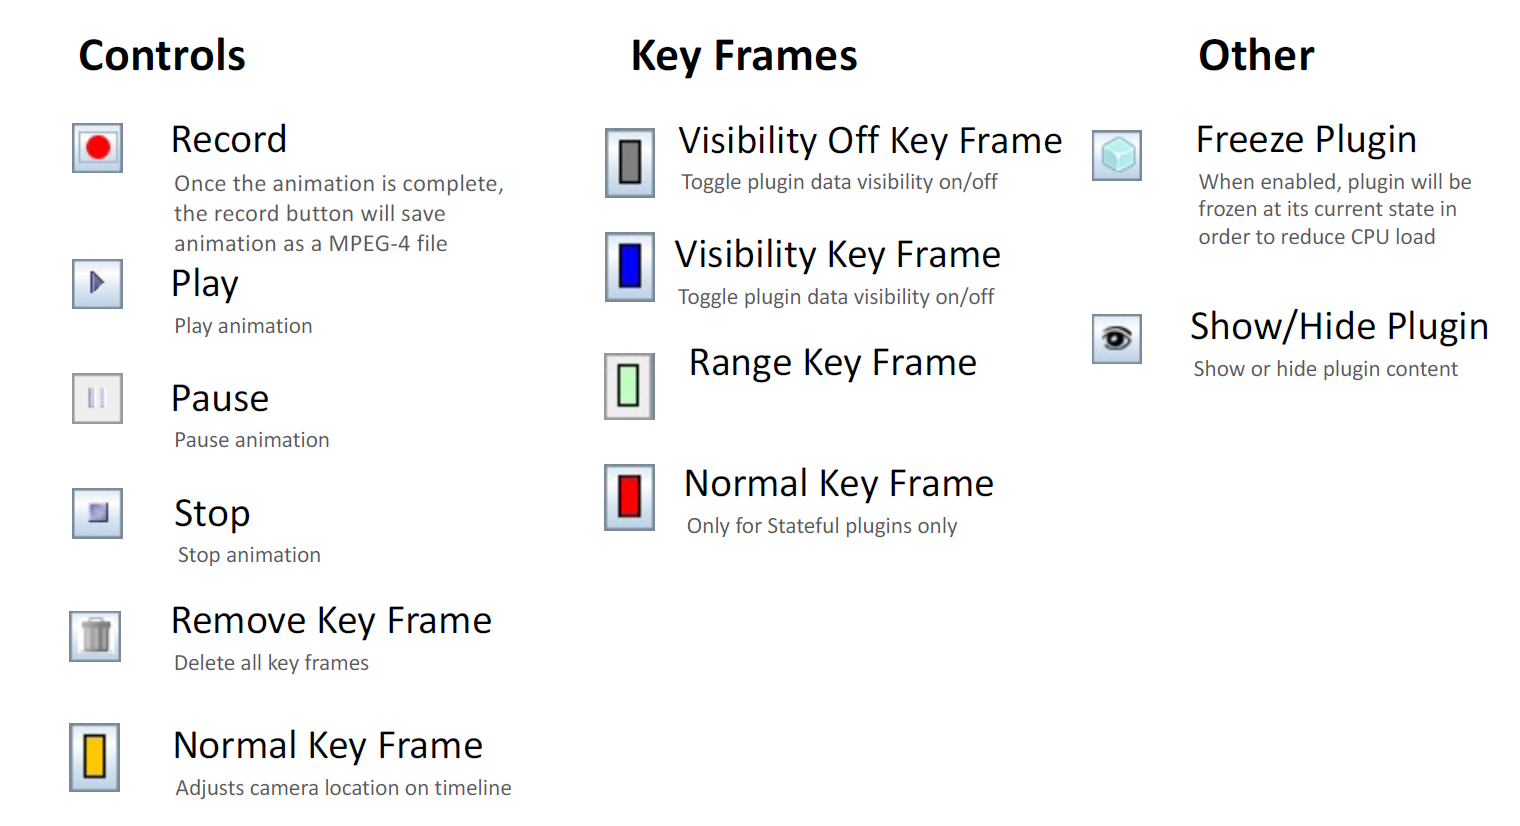 Controls
Record
Once the animation is complete,
the record button will save
animation as a MPEG-4 file
Play
Play animation
Pause
Pause animation
Stop
Stop animation
Remove Key Frame
Delete all key frames
Normal Key Frame
Adjusts camera location on timeline
Key Frames
Visibility Off Key Frame
Toggle plugin data visibility on/off
Visibility Key Frame
Toggle plugin data visibility on/off
Range Key Frame
Normal Key Frame
Only for Stateful plugins only
Other
Freeze Plugin
When enabled, plugin will be
frozen at its current state in
order to reduce CPU load
Show/Hide Plugin
Show or hide plugin content